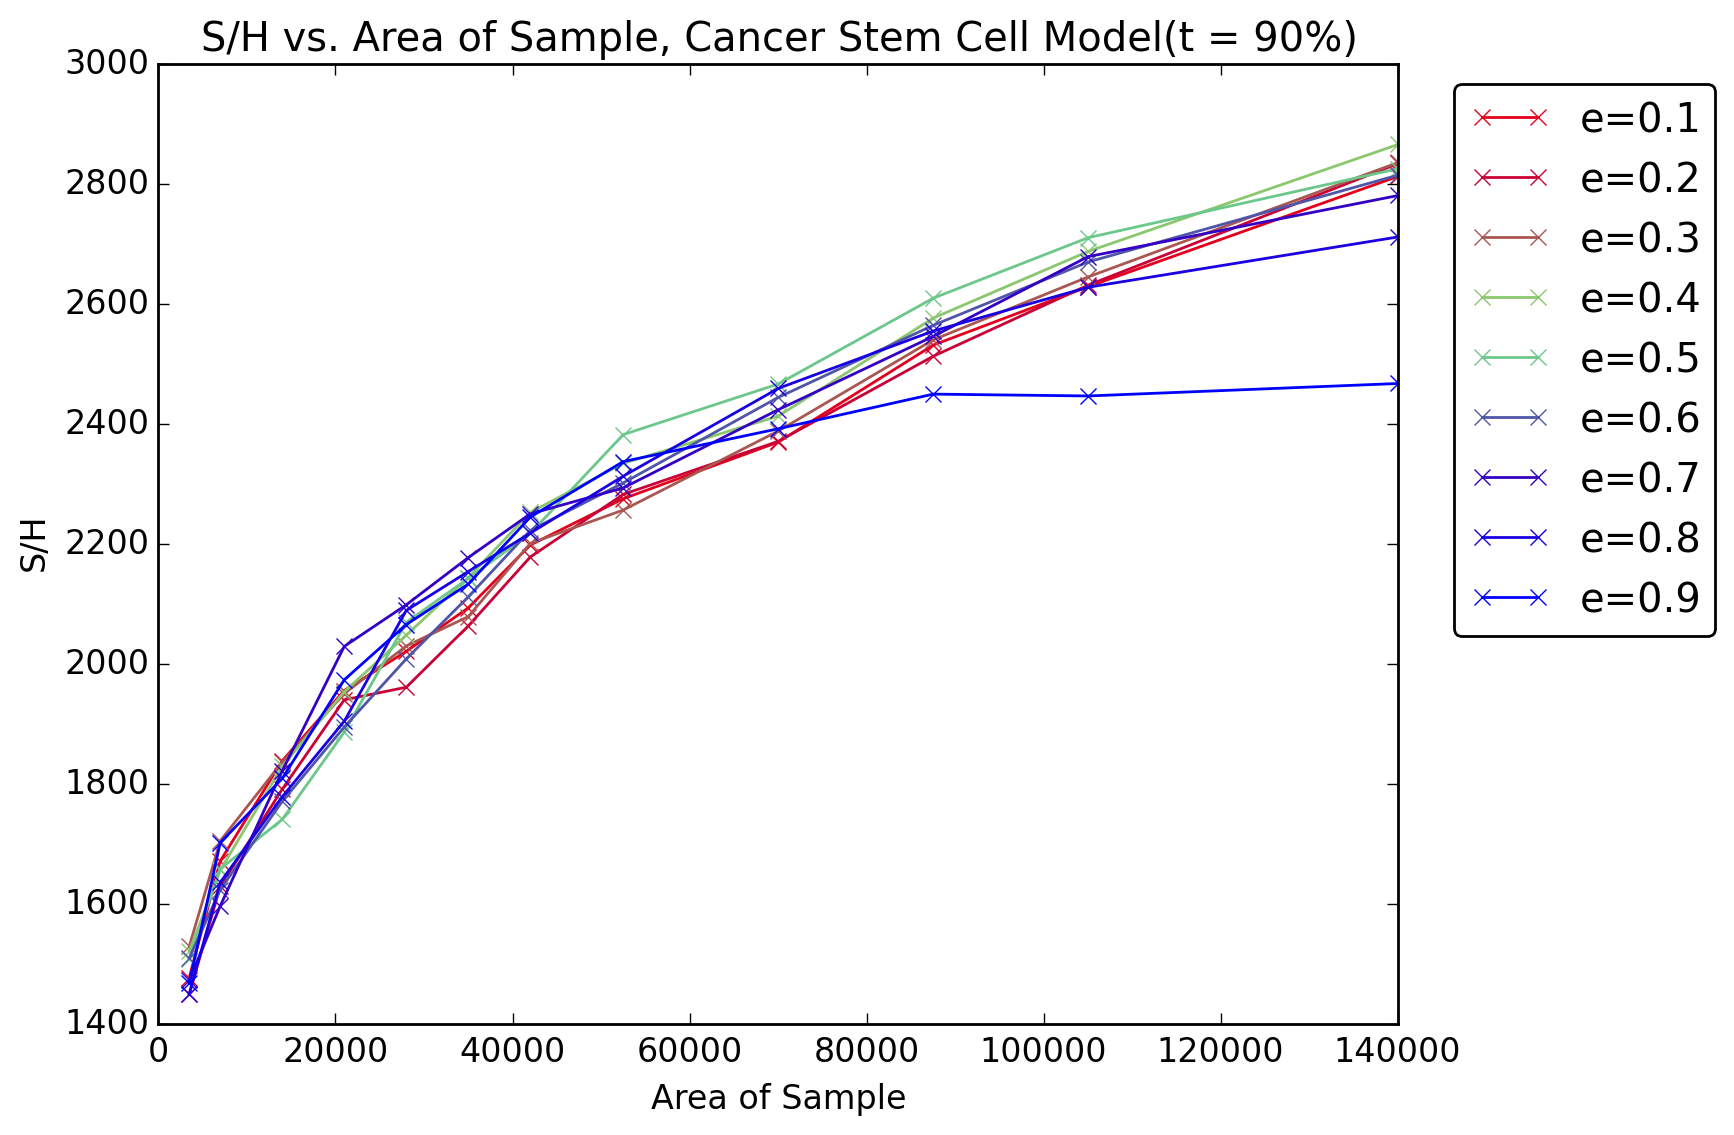 S/H vs. Area of Sample, Cancer Stem Cell Model(t = 90%)
3000
2800
2600
2400
2200
2000
1800
1600
1400
S/H
0 20000 40000 60000 80000 100000 120000 140000
Area of Sample
e=0.1
e=0.2
e=0.3
e=0.4
e=0.5
e=0.6
e=0.7
e=0.8
e=0.9